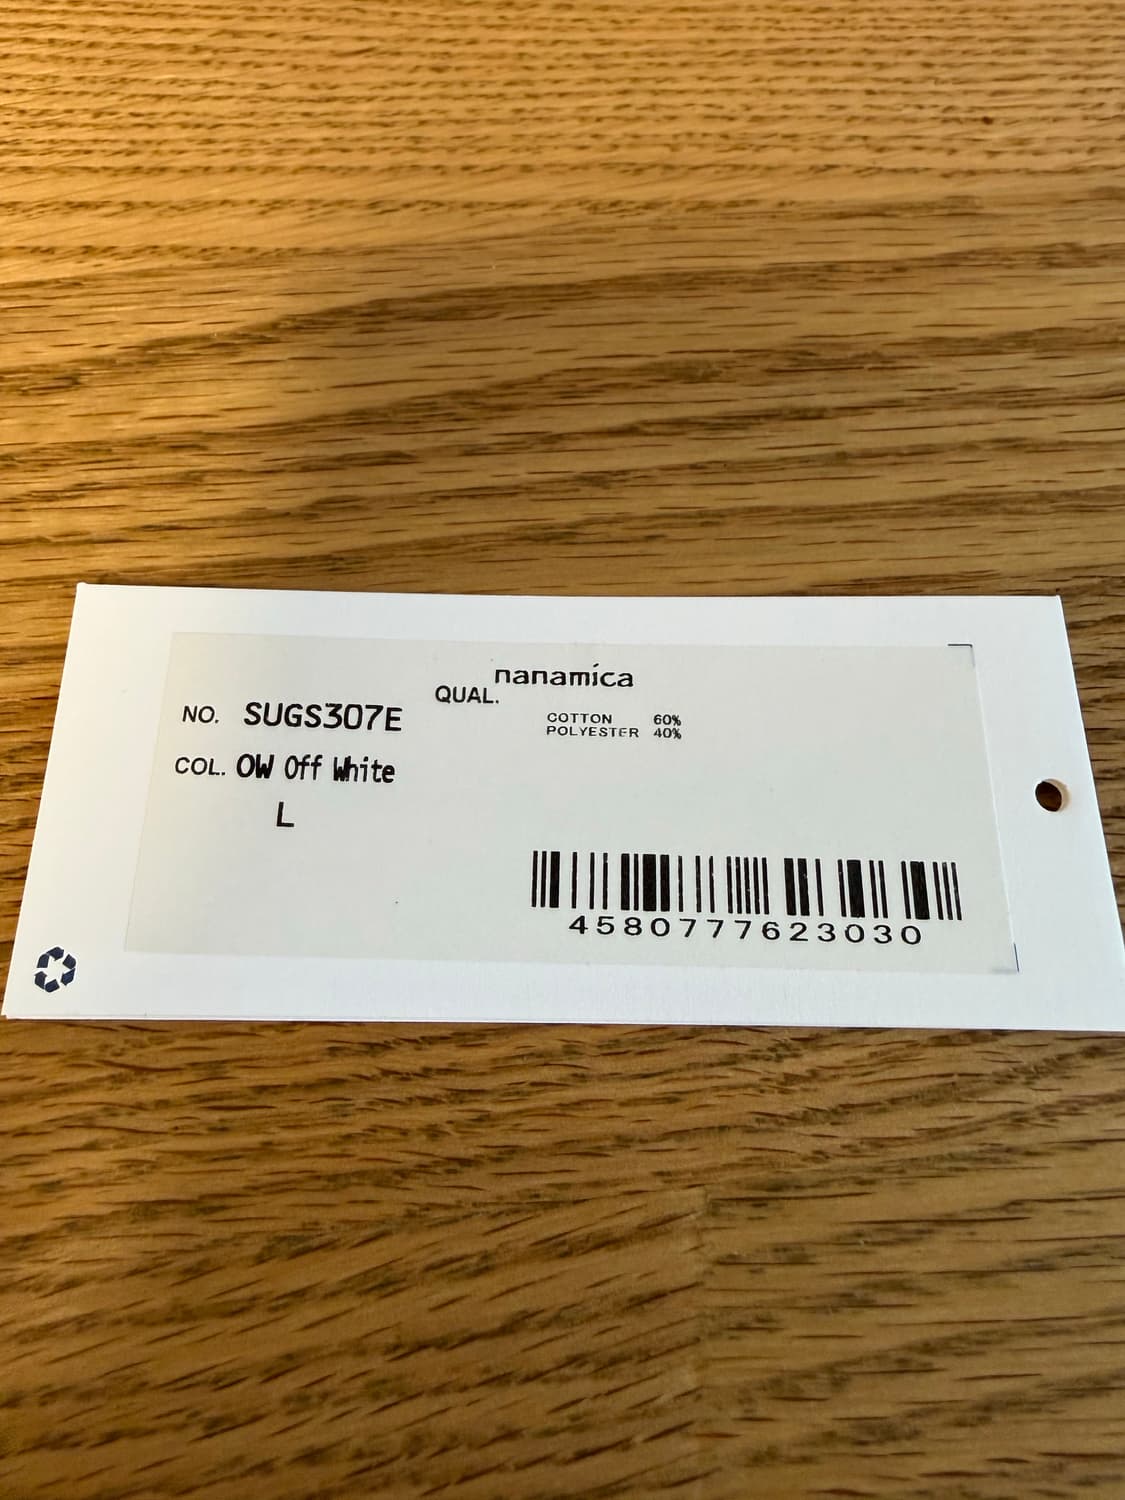 nanamica
QUAL.
NO. SUGS307E
COTTON 60%
POLYESTER 40%
COL. OW Off White
L
4580777623030